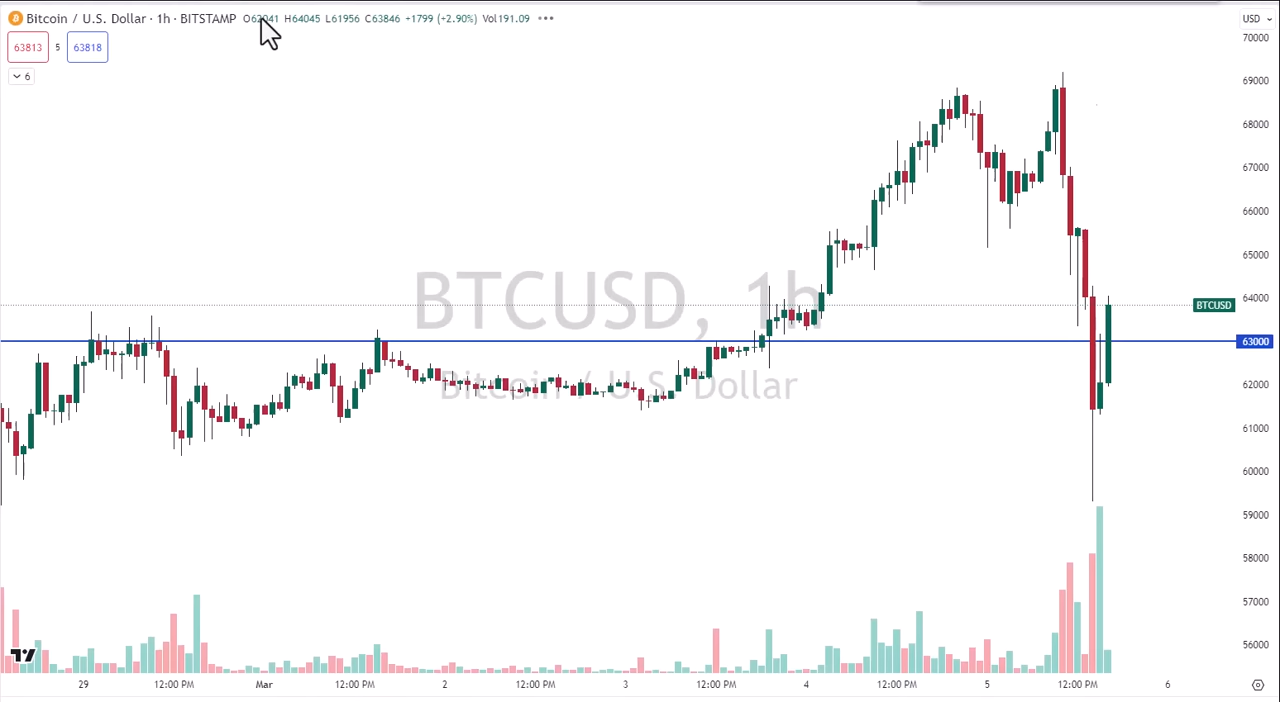 Bitcoin / U.S. Dollar · 1h · BITSTAMP O62041 H64045 L61956 C63846 +1799 (+2.90%) Vol191.09 •••
USD
63813 5 63818
6
70000
69000
68000
67000
66000
65000
64000
BTCUSD
63000
62000
61000
60000
59000
58000
57000
56000
BTCUSD, 1h
Bitcoin / U.S. Dollar
29 12:00 PM Mar 12:00 PM 2 12:00 PM 3 12:00 PM 4 12:00 PM 5 12:00 PM 6